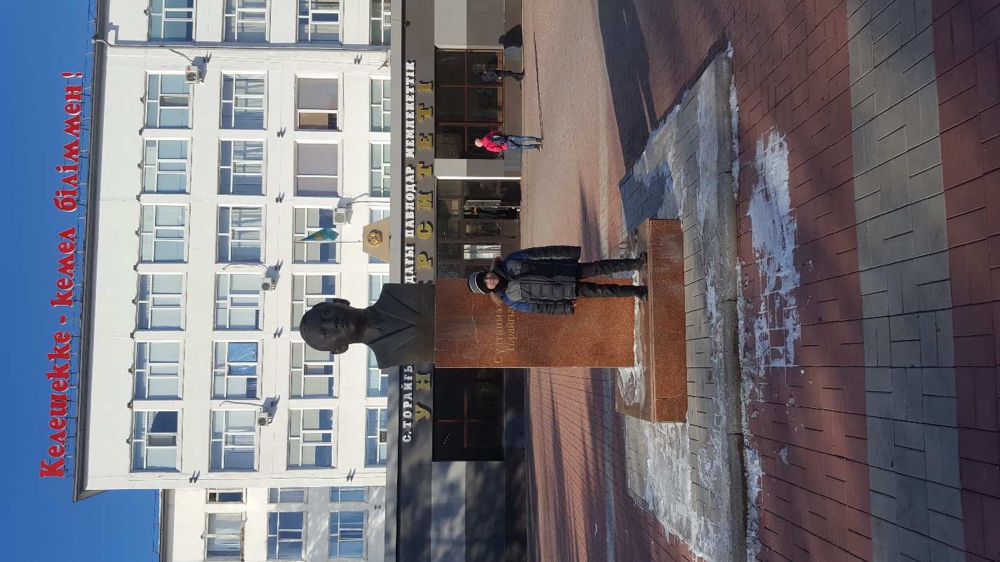 Келешекке - кемел біліммен!
С. ТОРАЙҒЫ ДАҒЫ ПАВЛОДАР МЕМЛЕКЕТТІК
УН ЕРСИТЕТІ
Сұлтанмах
Торайғы